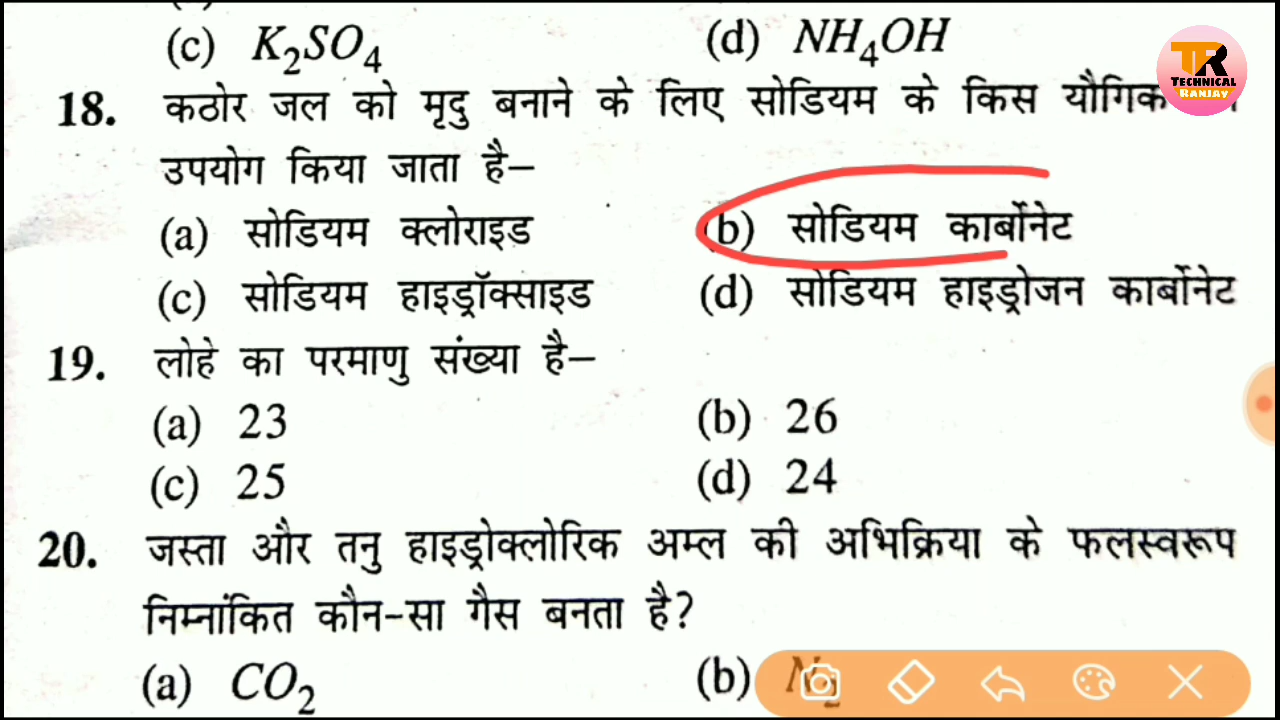 (c) K₂SO₄ (d) NH₄OH
TR
TECHNICAL
RANJAY
18. कठोर जल को मृदु बनाने के लिए सोडियम के किस यौगिक
उपयोग किया जाता है–
(a) सोडियम क्लोराइड (b) सोडियम कार्बोनेट
(c) सोडियम हाइड्रॉक्साइड (d) सोडियम हाइड्रोजन कार्बोनेट
19. लोहे का परमाणु संख्या है–
(a) 23 (b) 26
(c) 25 (d) 24
20. जस्ता और तनु हाइड्रोक्लोरिक अम्ल की अभिक्रिया के फलस्वरूप
निम्नांकित कौन-सा गैस बनता है?
(a) CO₂ (b) N₂